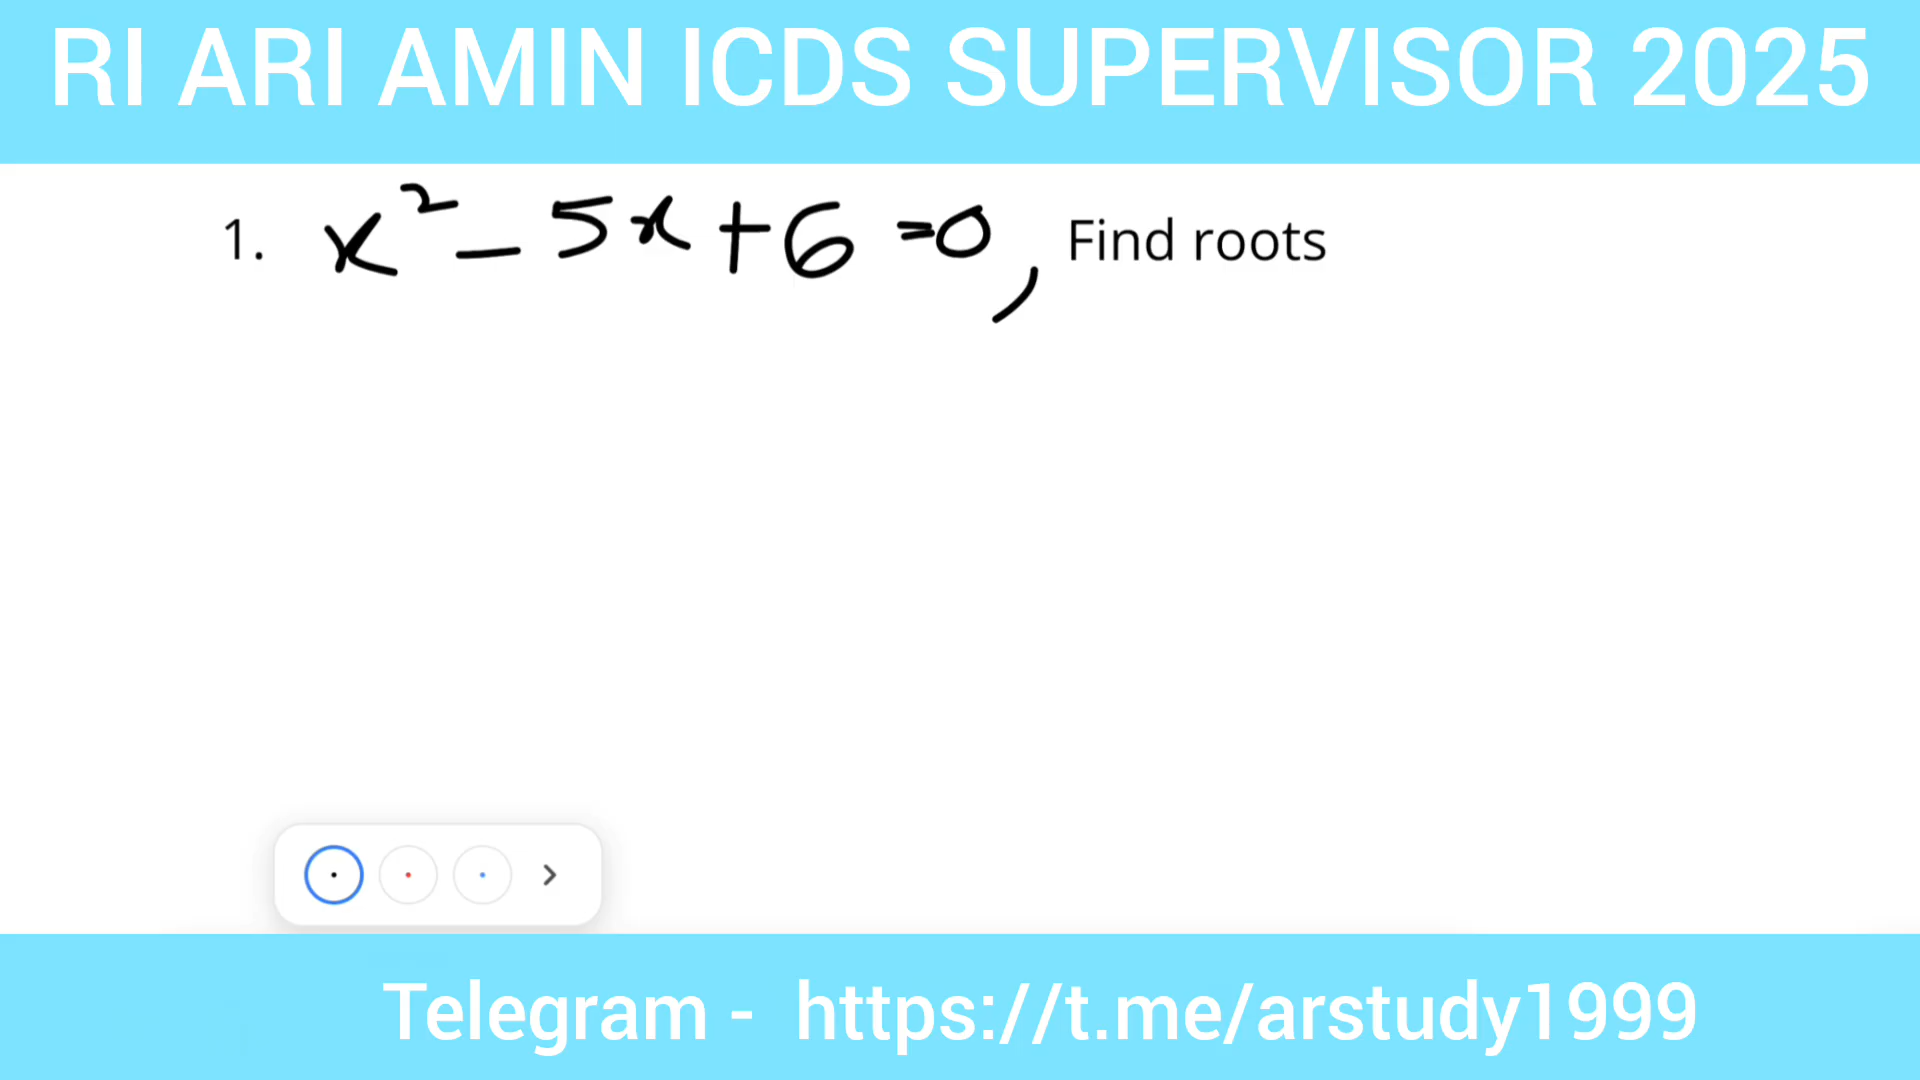 RI ARI AMIN ICDS SUPERVISOR 2025
1. x² - 5x + 6 = 0, Find roots
Telegram - https://t.me/arstudy1999